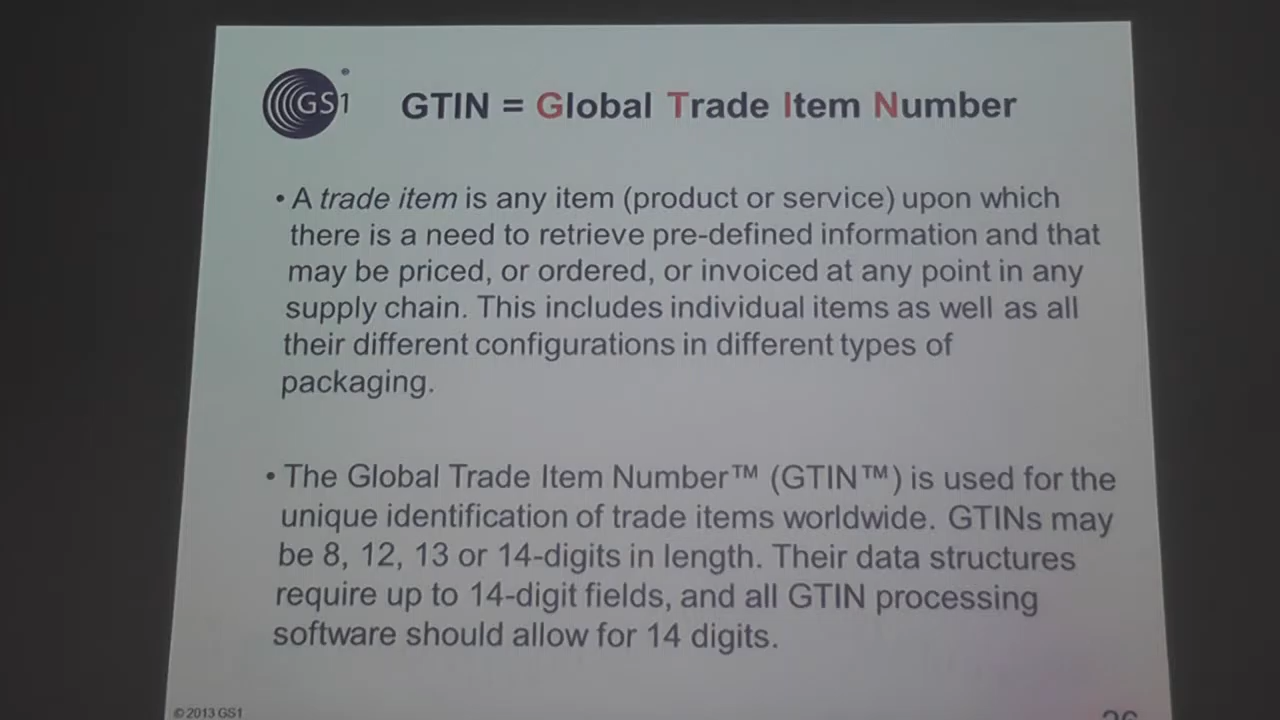 GS1®
GTIN = Global Trade Item Number
• A trade item is any item (product or service) upon which
there is a need to retrieve pre-defined information and that
may be priced, or ordered, or invoiced at any point in any
supply chain. This includes individual items as well as all
their different configurations in different types of
packaging.
• The Global Trade Item Number™ (GTIN™) is used for the
unique identification of trade items worldwide. GTINs may
be 8, 12, 13 or 14-digits in length. Their data structures
require up to 14-digit fields, and all GTIN processing
software should allow for 14 digits.
© 2013 GS1